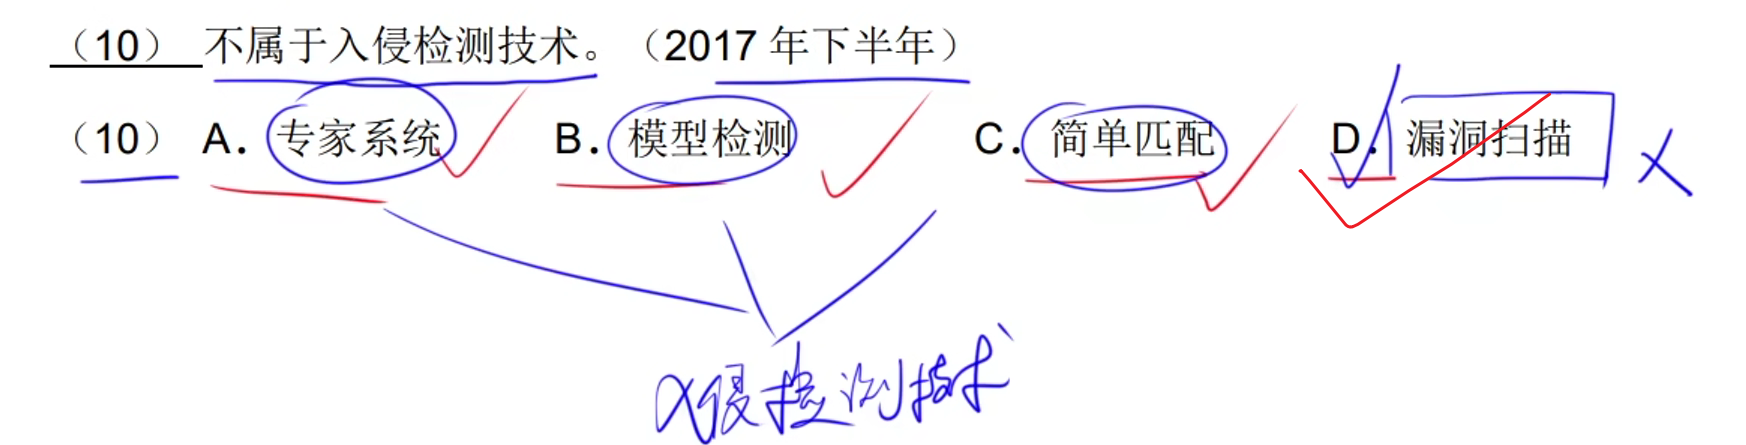 （10） 不属于入侵检测技术。（2017 年下半年）
（10） A. 专家系统 B. 模型检测 C. 简单匹配 D. 漏洞扫描
入侵检测技术